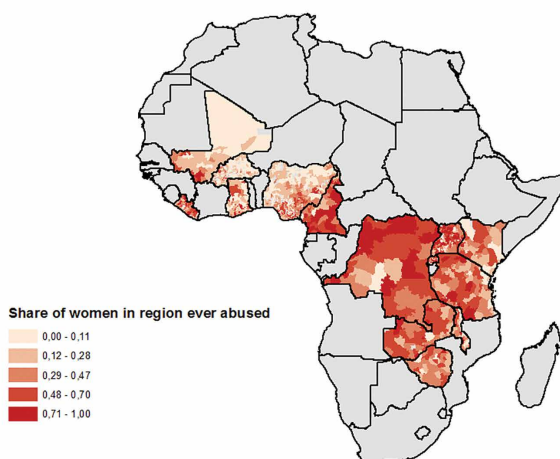 Share of women in region ever abused
0,00 - 0,11
0,12 - 0,28
0,29 - 0,47
0,48 - 0,70
0,71 - 1,00